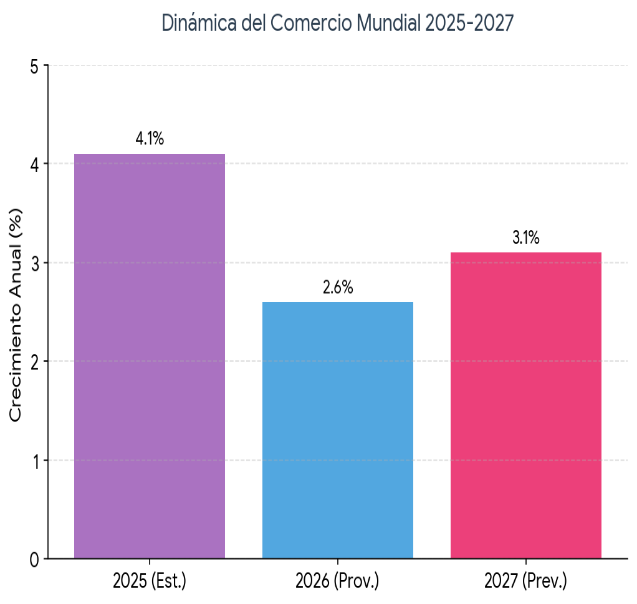 Dinámica del Comercio Mundial 2025-2027
Crecimiento Anual (%)
5
4
3
2
1
0
4.1%
2.6%
3.1%
2025 (Est.)
2026 (Prov.)
2027 (Prev.)